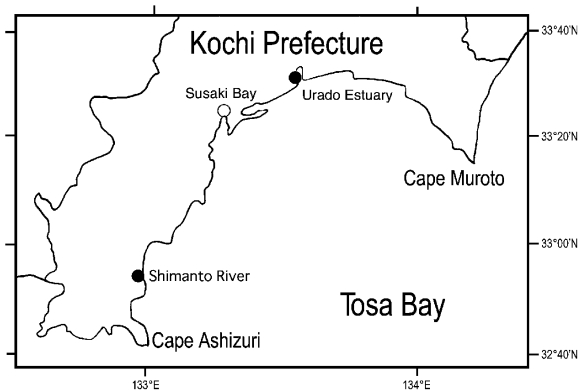 Kochi Prefecture
33°40'N
Susaki Bay
Urado Estuary
33°20'N
Cape Muroto
33°00'N
Shimanto River
Tosa Bay
Cape Ashizuri
32°40'N
133°E
134°E